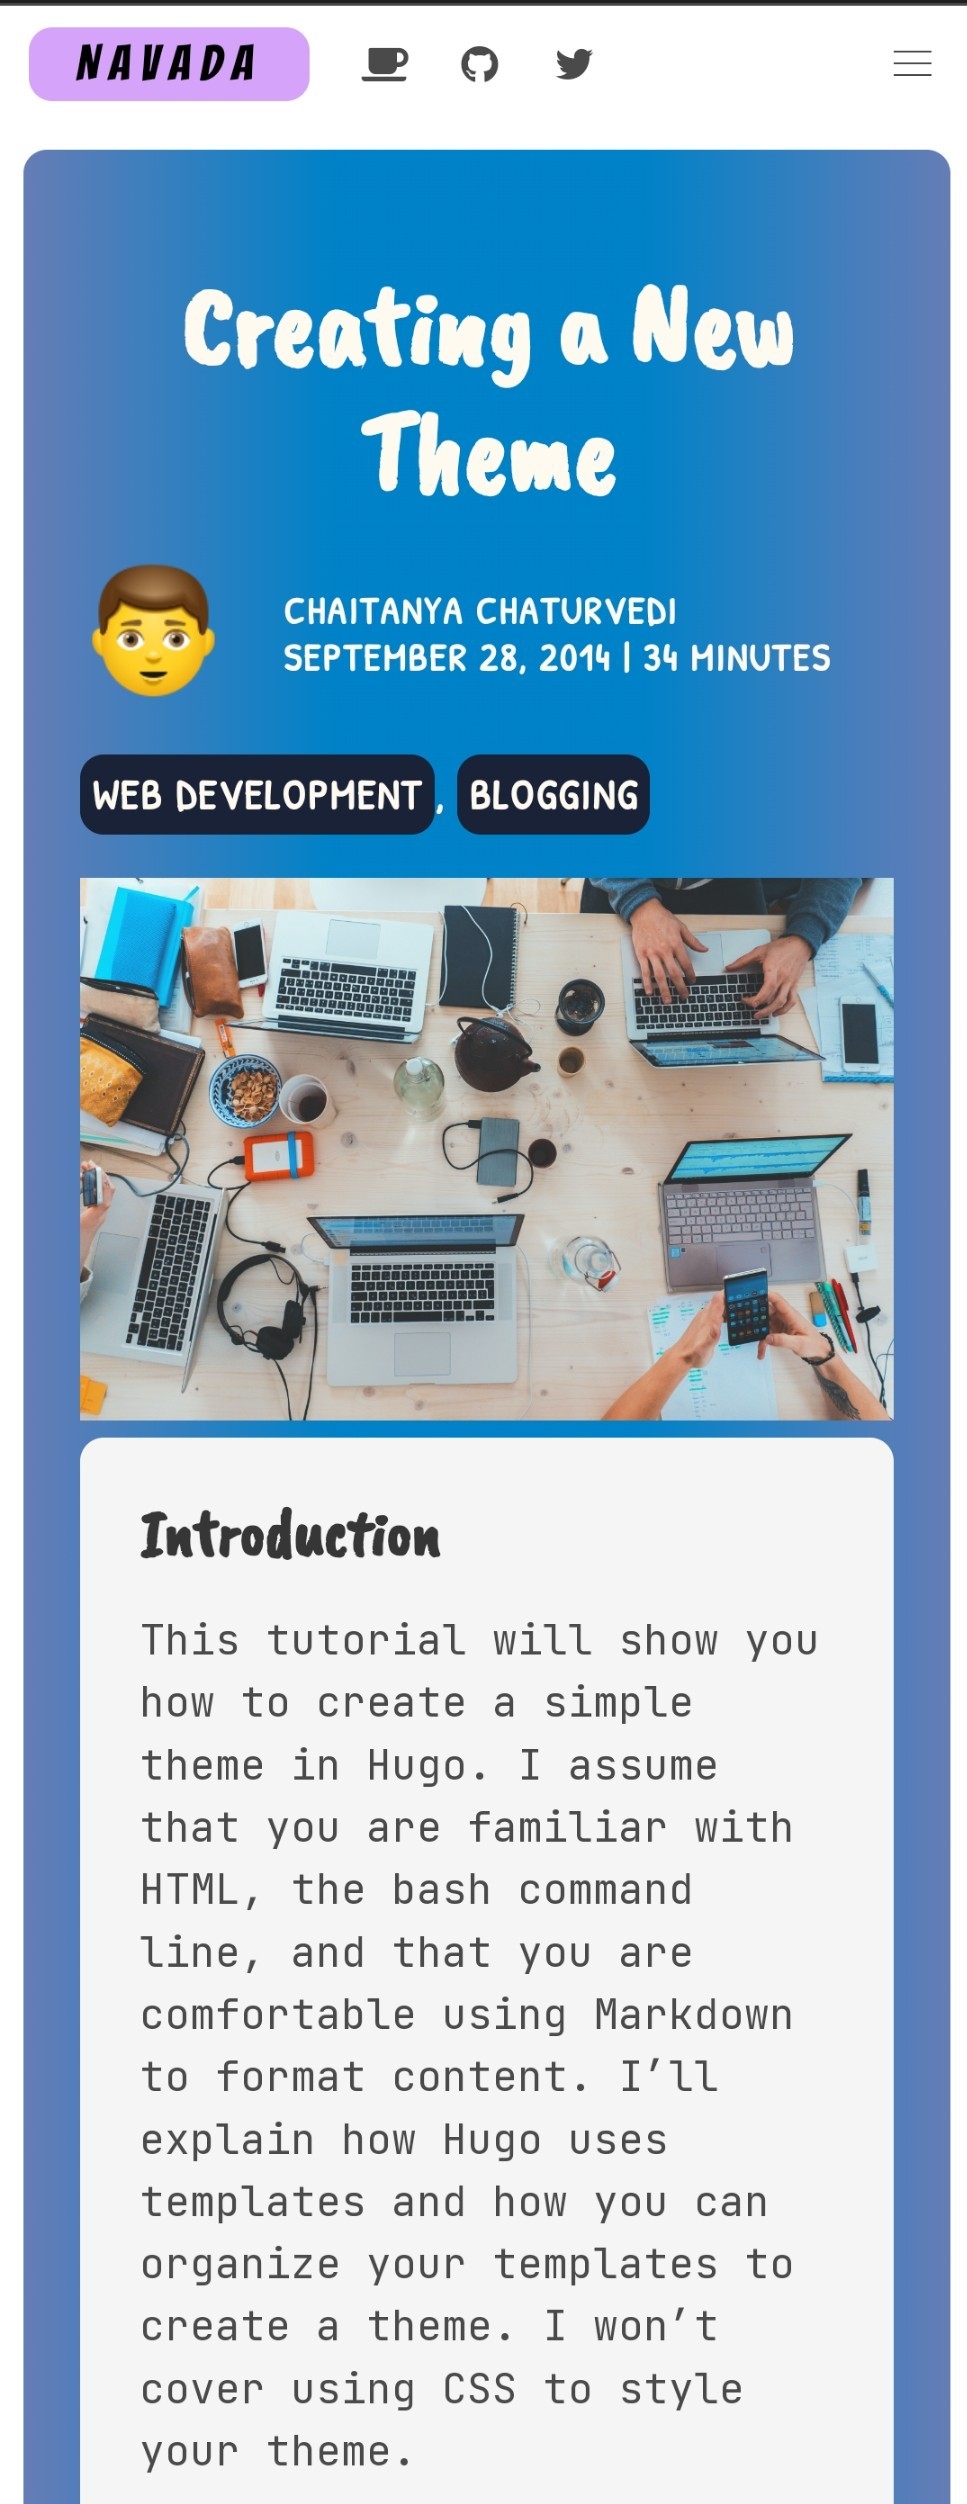 NAVADA
Creating a New
Theme
CHAITANYA CHATURVEDI
SEPTEMBER 28, 2014 | 34 MINUTES
WEB DEVELOPMENT, BLOGGING
Introduction
This tutorial will show you
how to create a simple
theme in Hugo. I assume
that you are familiar with
HTML, the bash command
line, and that you are
comfortable using Markdown
to format content. I’ll
explain how Hugo uses
templates and how you can
organize your templates to
create a theme. I won’t
cover using CSS to style
your theme.